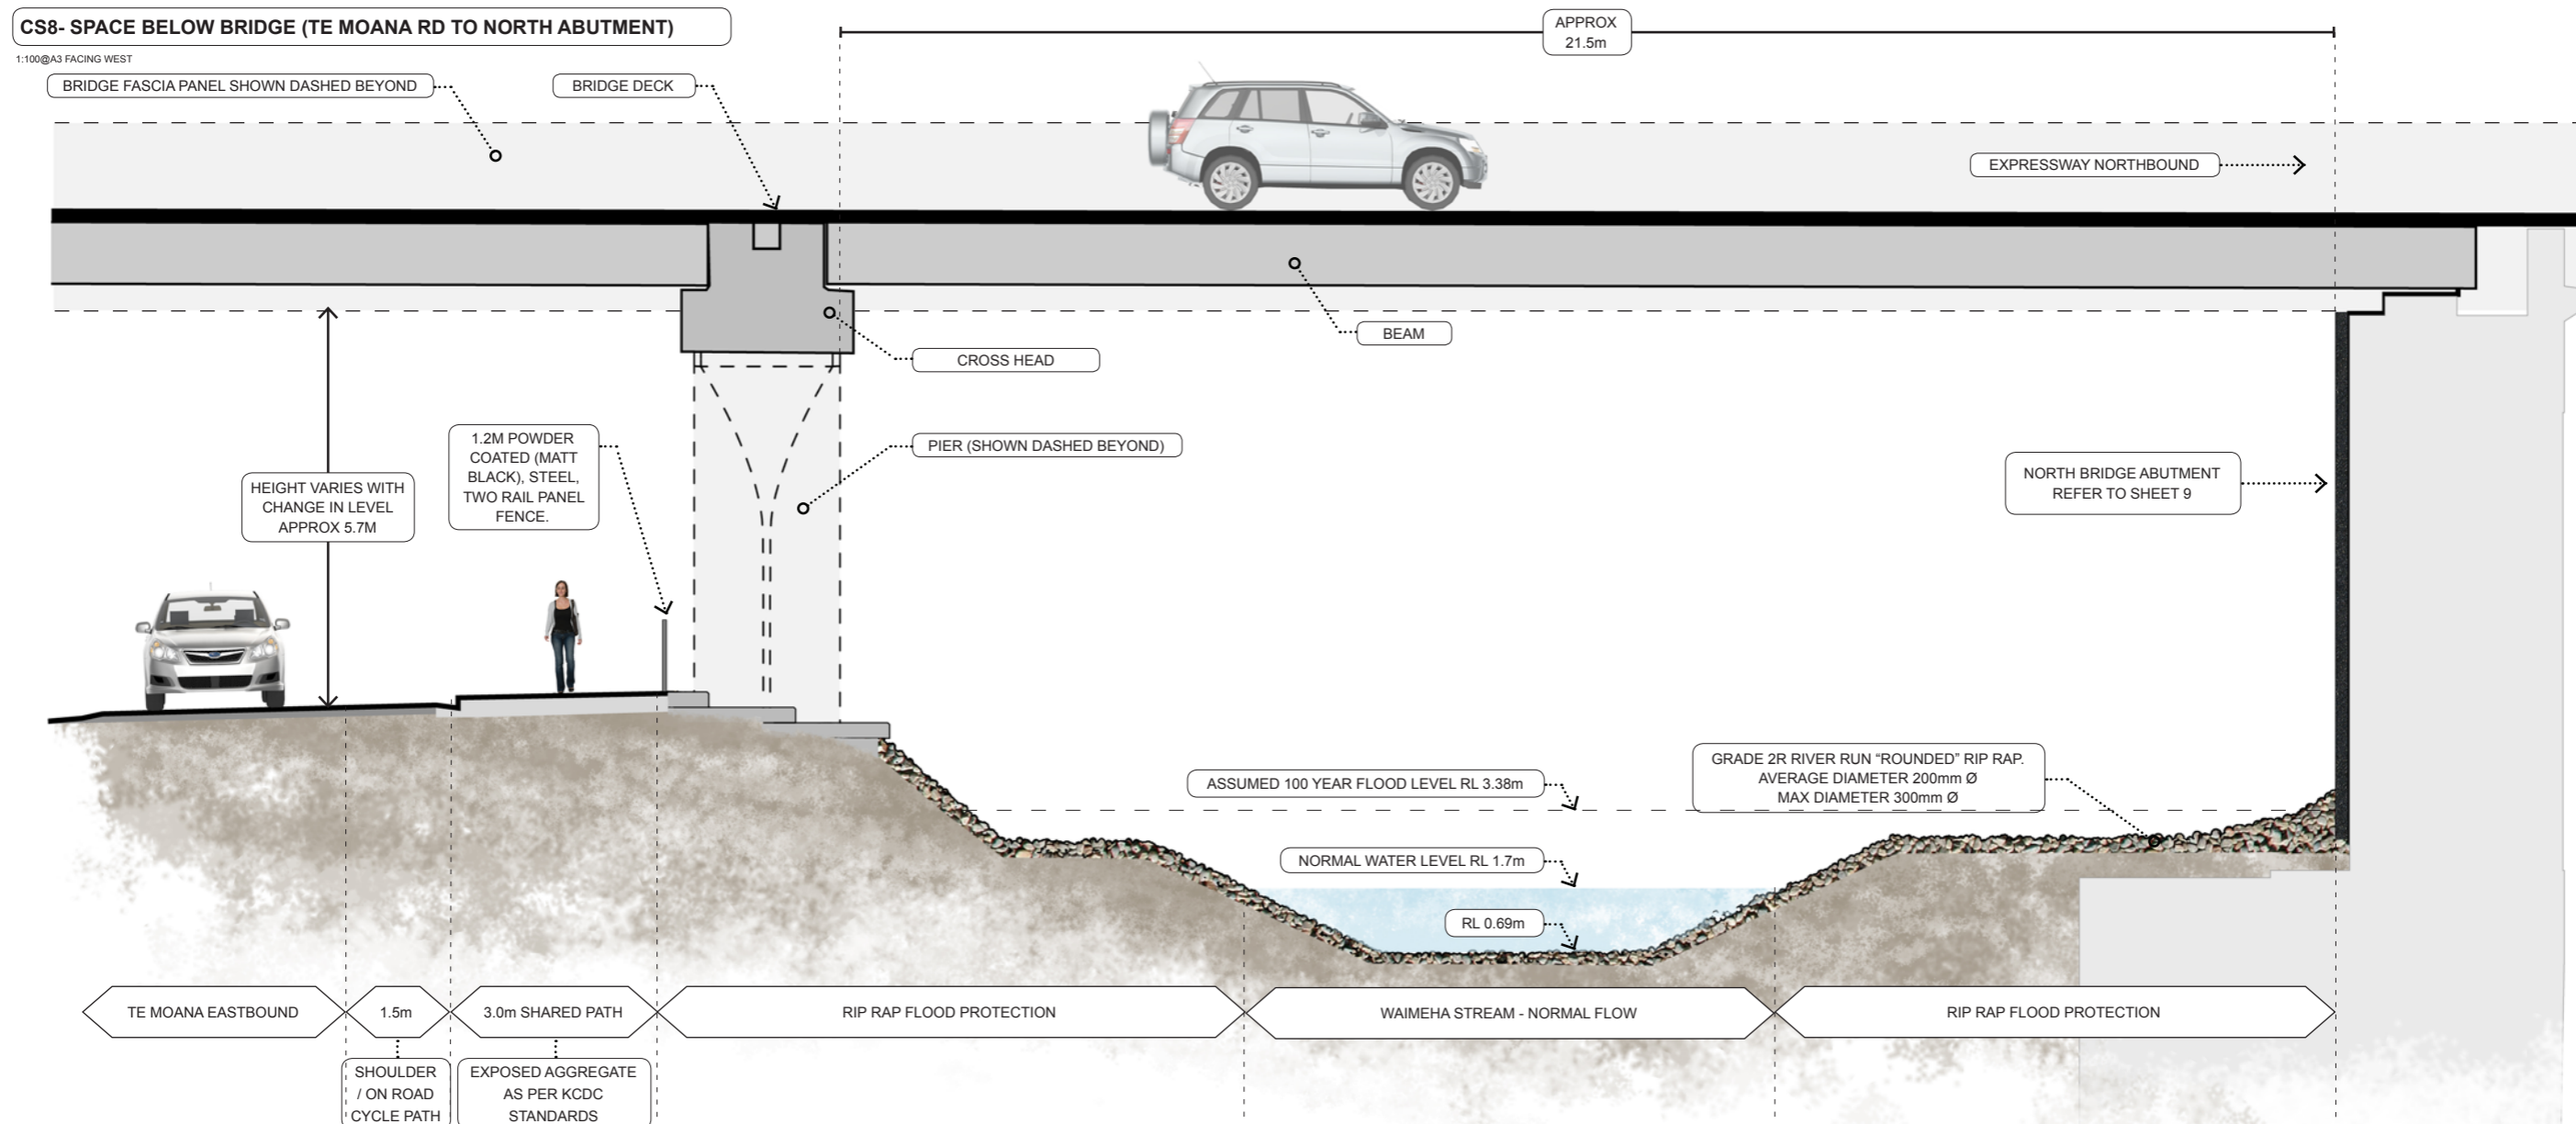 CS8- SPACE BELOW BRIDGE (TE MOANA RD TO NORTH ABUTMENT)
1:100@A3 FACING WEST
APPROX
21.5m
BRIDGE FASCIA PANEL SHOWN DASHED BEYOND
BRIDGE DECK
EXPRESSWAY NORTHBOUND
BEAM
CROSS HEAD
1.2M POWDER
COATED (MATT
BLACK), STEEL,
TWO RAIL PANEL
FENCE.
PIER (SHOWN DASHED BEYOND)
HEIGHT VARIES WITH
CHANGE IN LEVEL
APPROX 5.7M
NORTH BRIDGE ABUTMENT
REFER TO SHEET 9
ASSUMED 100 YEAR FLOOD LEVEL RL 3.38m
GRADE 2R RIVER RUN “ROUNDED” RIP RAP.
AVERAGE DIAMETER 200mm Ø
MAX DIAMETER 300mm Ø
NORMAL WATER LEVEL RL 1.7m
RL 0.69m
TE MOANA EASTBOUND
1.5m
3.0m SHARED PATH
RIP RAP FLOOD PROTECTION
WAIMEHA STREAM - NORMAL FLOW
RIP RAP FLOOD PROTECTION
SHOULDER
/ ON ROAD
CYCLE PATH
EXPOSED AGGREGATE
AS PER KCDC
STANDARDS